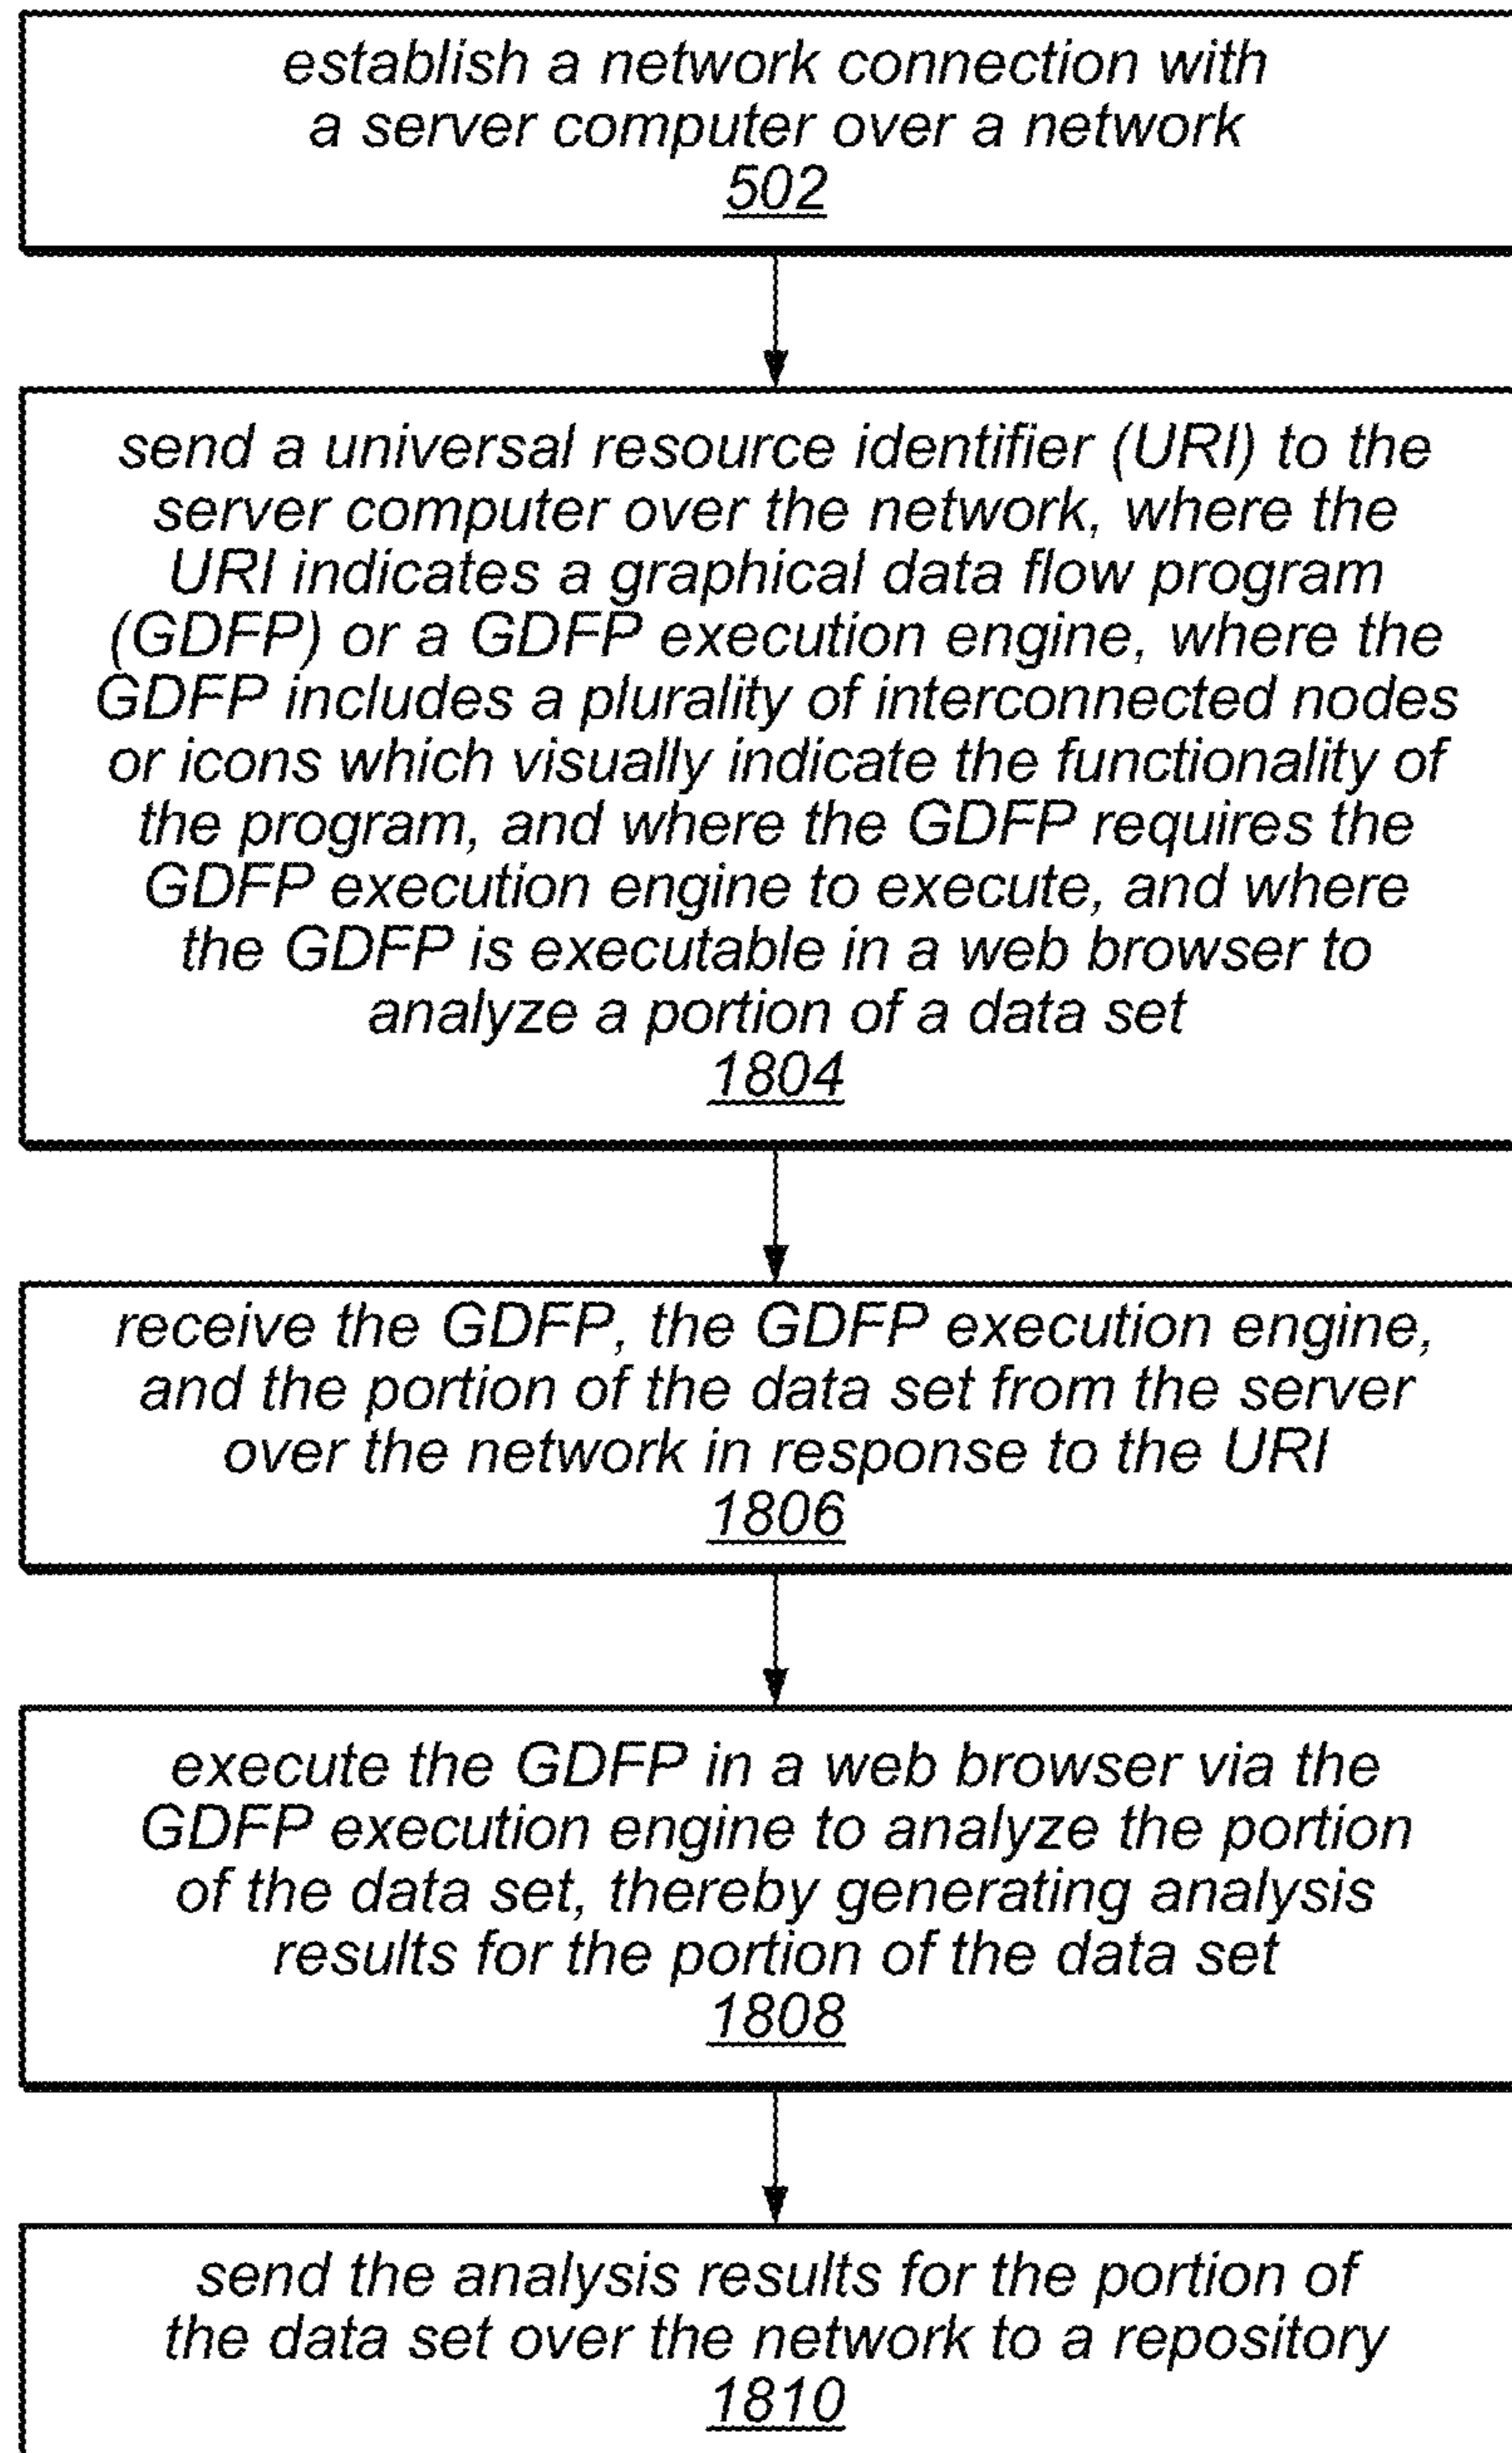 establish a network connection with
a server computer over a network
502
send a universal resource identifier (URI) to the
server computer over the network, where the
URI indicates a graphical data flow program
(GDFP) or a GDFP execution engine, where the
GDFP includes a plurality of interconnected nodes
or icons which visually indicate the functionality of
the program, and where the GDFP requires the
GDFP execution engine to execute, and where
the GDFP is executable in a web browser to
analyze a portion of a data set
1804
receive the GDFP, the GDFP execution engine,
and the portion of the data set from the server
over the network in response to the URI
1806
execute the GDFP in a web browser via the
GDFP execution engine to analyze the portion
of the data set, thereby generating analysis
results for the portion of the data set
1808
send the analysis results for the portion of
the data set over the network to a repository
1810